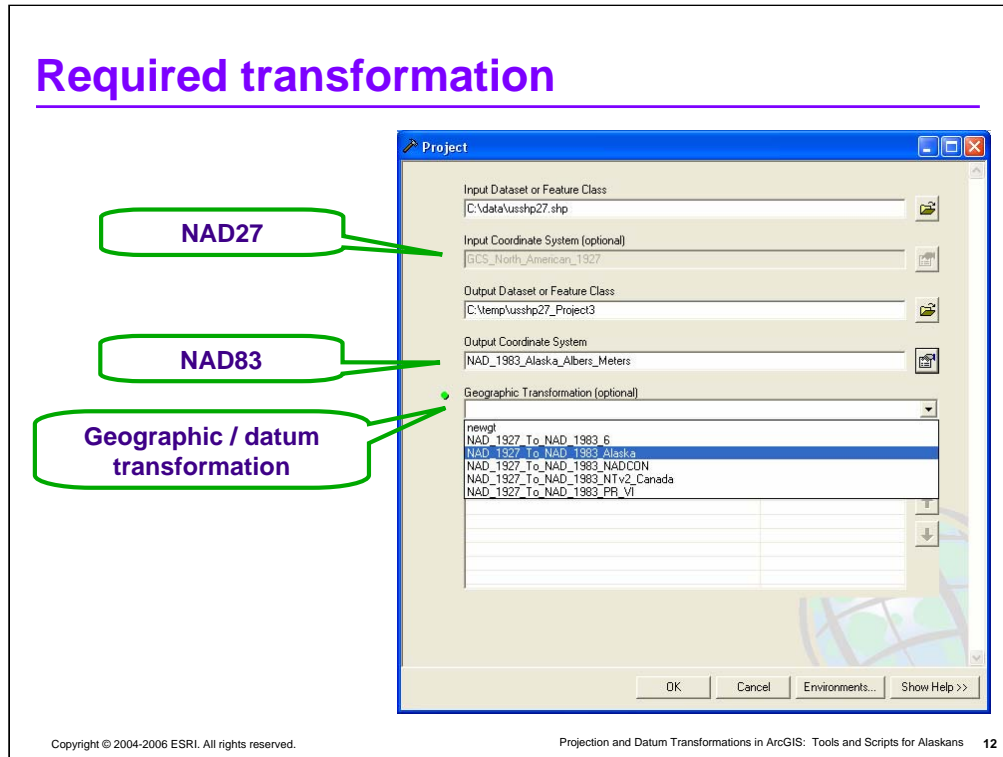 Required transformation
NAD27
NAD83
Geographic / datum
transformation
Project
Input Dataset or Feature Class
C:\data\usshp27.shp
Input Coordinate System (optional)
GCS_North_American_1927
Output Dataset or Feature Class
C:\temp\usshp27_Project3
Output Coordinate System
NAD_1983_Alaska_Albers_Meters
Geographic Transformation (optional)
newgt
NAD_1927_To_NAD_1983_6
NAD_1927_To_NAD_1983_Alaska
NAD_1927_To_NAD_1983_NADCON
NAD_1927_To_NAD_1983_NTv2_Canada
NAD_1927_To_NAD_1983_PR_VI
OK Cancel Environments... Show Help >>
Copyright © 2004-2006 ESRI. All rights reserved.
Projection and Datum Transformations in ArcGIS: Tools and Scripts for Alaskans 12